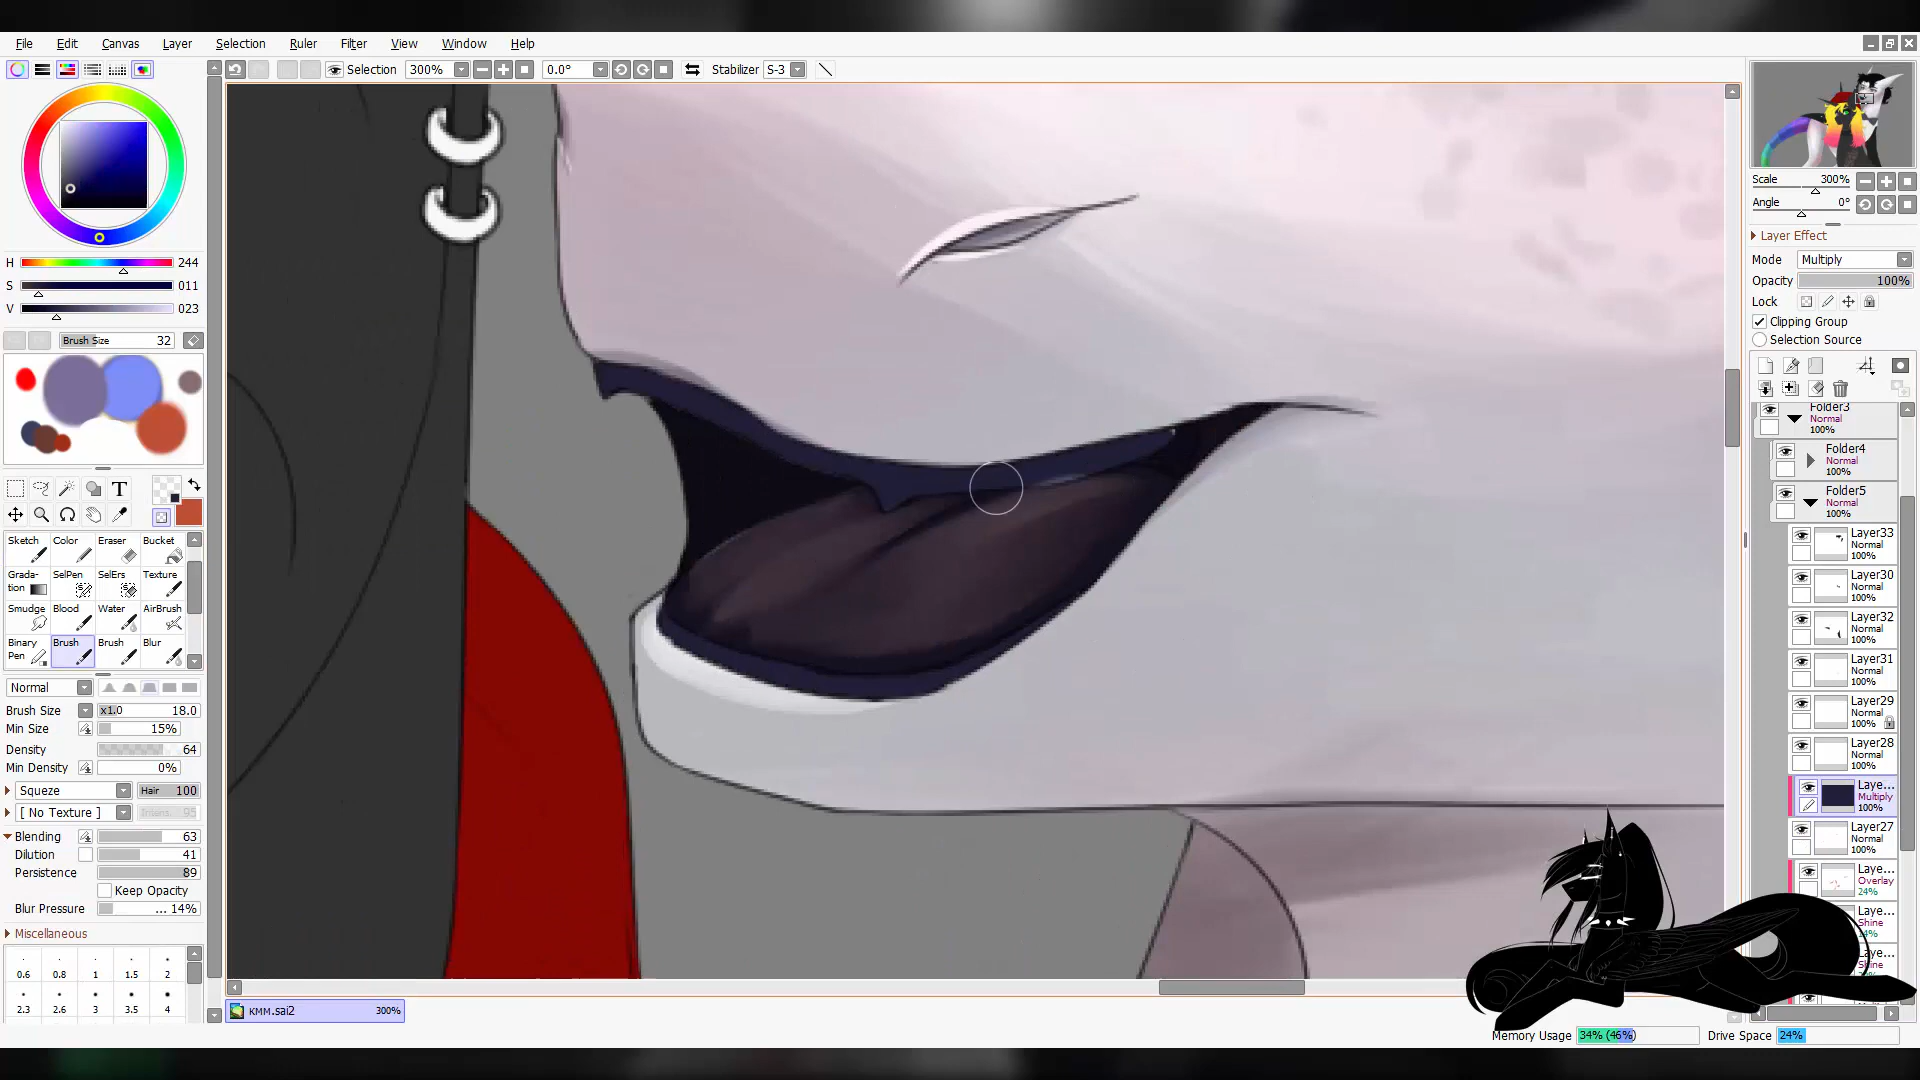 File Edit Canvas Layer Selection Ruler Filter View Window Help
Selection 300% 0.0° Stabilizer S-3
H 244
S 011
V 023
Brush Size 32
T
Sketch Color Eraser Bucket
Grada-tion SelPen SelErs Texture
Smudge Blood Water AirBrush
Binary Pen Brush Brush Blur
Normal
Brush Size x1.0 18.0
Min Size 15%
Density 64
Min Density 0%
Squeze Hair 100
[ No Texture ] 95
Blending 63
Dilution 41
Persistence 89
Keep Opacity
Blur Pressure ... 14%
Miscellaneous
0.6 0.8 1 1.5 2
2.3 2.6 3 3.5 4
KMM.sai2 300%
Scale 300%
Angle 0°
Layer Effect
Mode Multiply
Opacity 100%
Lock
Clipping Group
Selection Source
Folder3
Normal
100%
Folder4
Normal
100%
Folder5
Normal
100%
Layer33
Normal
100%
Layer30
Normal
100%
Layer32
Normal
100%
Layer31
Normal
100%
Layer29
Normal
100%
Layer28
Normal
100%
Laye...
Multiply
100%
Layer27
Normal
100%
Laye...
Overlay
24%
Laye...
Shine
Memory Usage 34% (46%) Drive Space 24%